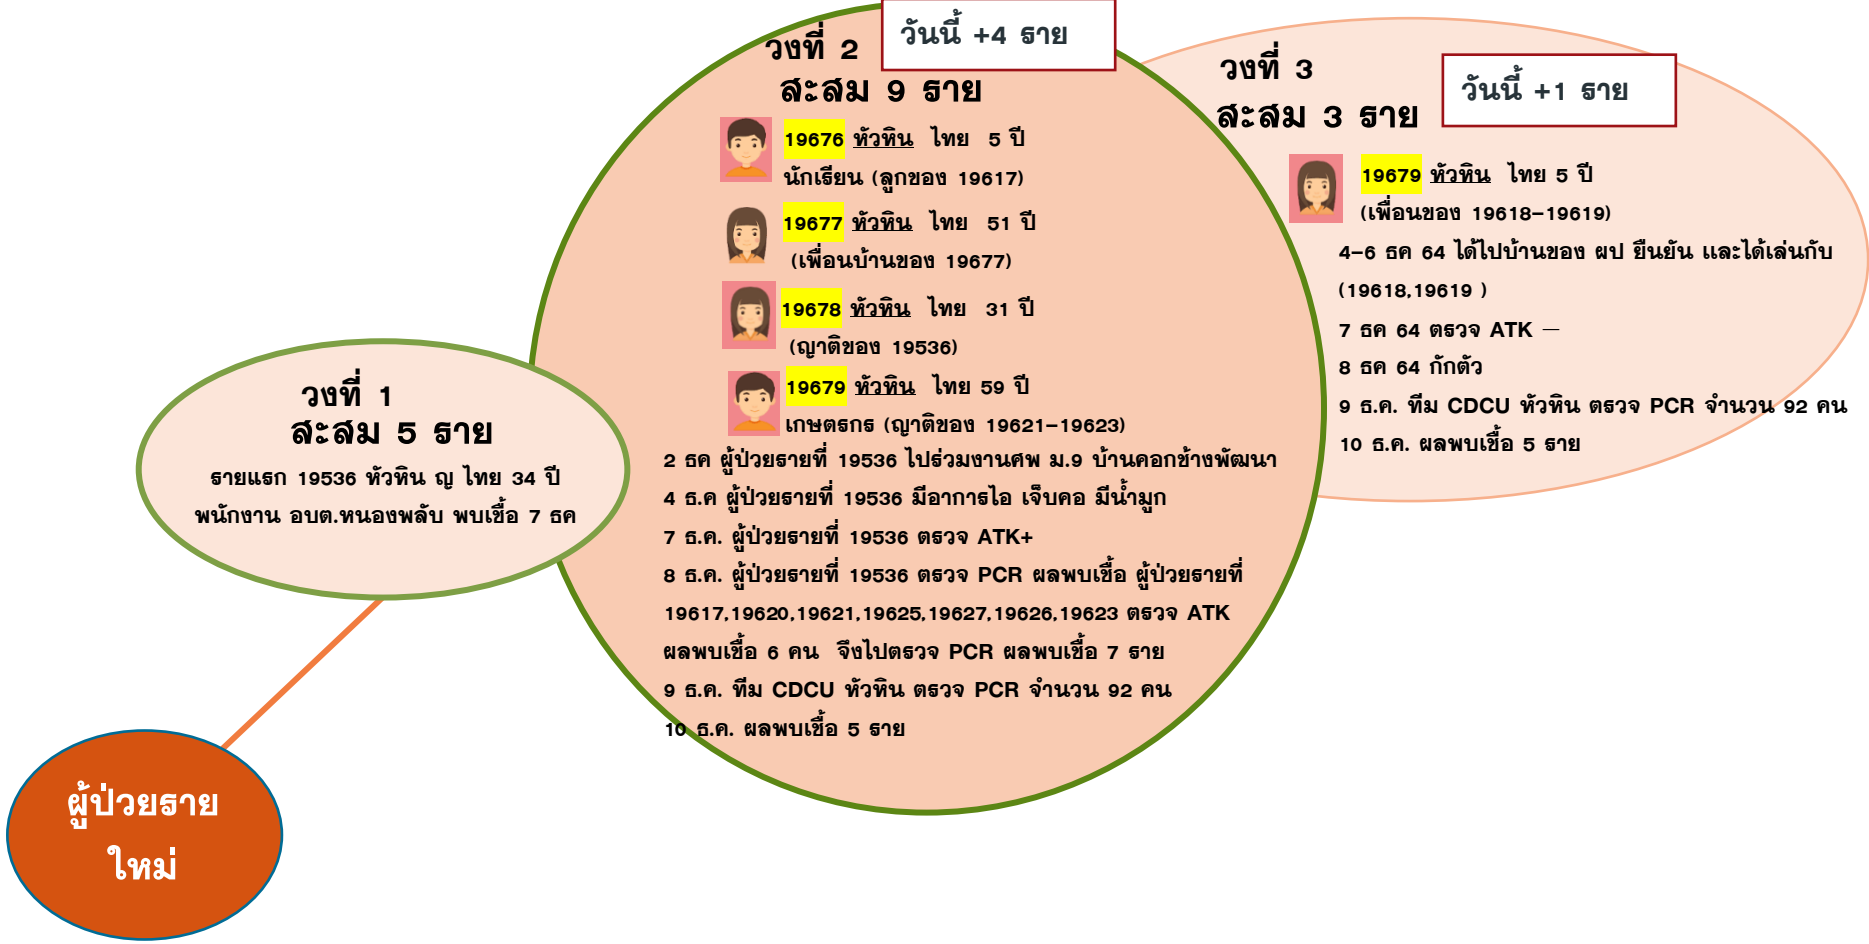 วงที่ 1
สะสม 5 ราย
รายแรก 19536 หัวหิน ญ ไทย 34 ปี
พนักงาน อบต.หนองพลับ พบเชื้อ 7 ธค
ผู้ป่วยราย
ใหม่
วงที่ 2
สะสม 9 ราย
วันนี้ +4 ราย
19676 หัวหิน ไทย 5 ปี
นักเรียน (ลูกของ 19617)
19677 หัวหิน ไทย 51 ปี
(เพื่อนบ้านของ 19677)
19678 หัวหิน ไทย 31 ปี
(ญาติของ 19536)
19679 หัวหิน ไทย 59 ปี
เกษตรกร (ญาติของ 19621-19623)
2 ธค ผู้ป่วยรายที่ 19536 ไปร่วมงานศพ ม.9 บ้านคอกช้างพัฒนา
4 ธ.ค ผู้ป่วยรายที่ 19536 มีอาการไอ เจ็บคอ มีน้ำมูก
7 ธ.ค. ผู้ป่วยรายที่ 19536 ตรวจ ATK+
8 ธ.ค. ผู้ป่วยรายที่ 19536 ตรวจ PCR ผลพบเชื้อ ผู้ป่วยรายที่
19617,19620,19621,19625,19627,19626,19623 ตรวจ ATK
ผลพบเชื้อ 6 คน จึงไปตรวจ PCR ผลพบเชื้อ 7 ราย
9 ธ.ค. ทีม CDCU หัวหิน ตรวจ PCR จำนวน 92 คน
10 ธ.ค. ผลพบเชื้อ 5 ราย
วงที่ 3
สะสม 3 ราย
วันนี้ +1 ราย
19679 หัวหิน ไทย 5 ปี
(เพื่อนของ 19618-19619)
4-6 ธค 64 ได้ไปบ้านของ ผป ยืนยัน และได้เล่นกับ
(19618,19619 )
7 ธค 64 ตรวจ ATK –
8 ธค 64 กักตัว
9 ธ.ค. ทีม CDCU หัวหิน ตรวจ PCR จำนวน 92 คน
10 ธ.ค. ผลพบเชื้อ 5 ราย